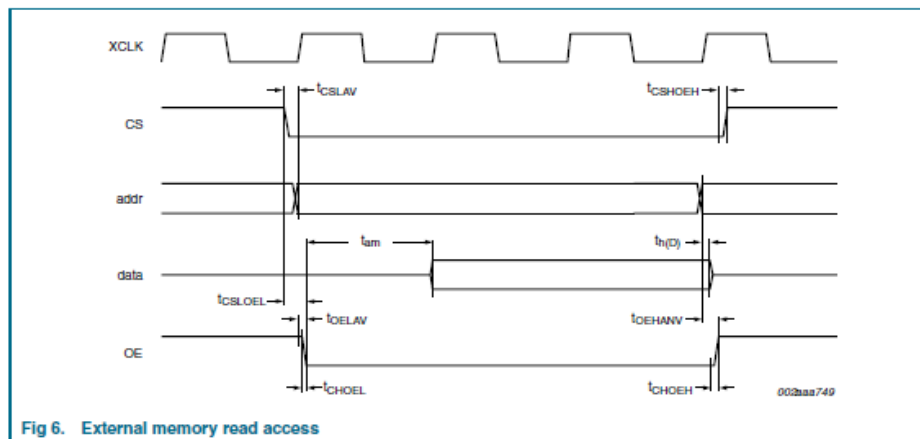 XCLK
tCSLAV
tCSHOEH
CS
addr
tam
th(D)
data
tCSLOEL
tOELAV
tOEHANV
OE
tCHOEL
tCHOEH
002aaa749
Fig 6. External memory read access